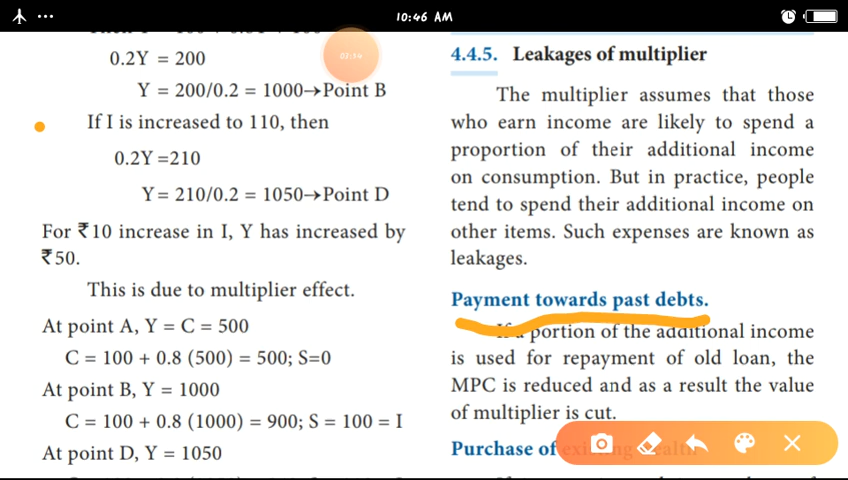 10:46 AM
0.2Y = 200
Y = 200/0.2 = 1000→Point B
If I is increased to 110, then
0.2Y =210
Y= 210/0.2 = 1050→Point D
For ₹10 increase in I, Y has increased by
₹50.
This is due to multiplier effect.
At point A, Y = C = 500
C = 100 + 0.8 (500) = 500; S=0
At point B, Y = 1000
C = 100 + 0.8 (1000) = 900; S = 100 = I
At point D, Y = 1050
4.4.5. Leakages of multiplier
The multiplier assumes that those
who earn income are likely to spend a
proportion of their additional income
on consumption. But in practice, people
tend to spend their additional income on
other items. Such expenses are known as
leakages.
Payment towards past debts.
If a portion of the additional income
is used for repayment of old loan, the
MPC is reduced and as a result the value
of multiplier is cut.
Purchase of existing